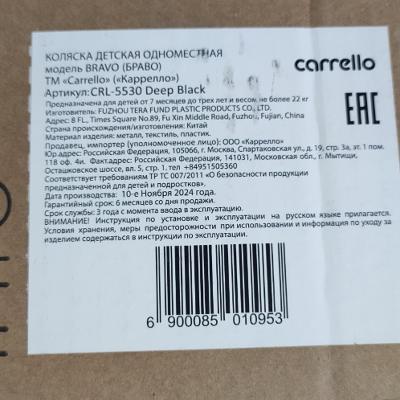 КОЛЯСКА ДЕТСКАЯ ОДНОМЕСТНАЯ
модель BRAVO (БРАВО)
ТМ «Carrello» («Каррелло»)
Артикул:CRL-5530 Deep Black
carrello
EAC
Предназначена для детей от 7 месяцев до трех лет и весом не более 22 кг
Изготовитель: FUZHOU TERA FUND PLASTIC PRODUCTS CO., LTD.
Адрес: 8 FL., Times Square No.89, Fu Xin Middle Road, Fuzhou, Fujian, China
Страна происхождения/изготовления: Китай
Материал изделия: металл, текстиль, пластик.
Продавец, импортер (уполномоченное лицо): ООО «Каррелло»
Юр.адрес: Российская Федерация, 105066, г. Москва, Спартаковская ул., д. 19, стр. 3а, эт. 1 пом.
118 оф. 4и. Фактический адрес: Российская Федерация, 141031, Московская обл., г. Мытищи,
Осташковское шоссе, вл. 5, стр. 1. тел +84951505360
Соответствует требованиям ТР ТС 007/2011 «О безопасности продукции
предназначенной для детей и подростков».
Дата производства: 10-е Ноября 2024 года.
Гарантийный срок: 6 месяцев со дня продажи.
Срок службы: 3 года с момента ввода в эксплуатацию.
ВНИМАНИЕ! Инструкция по установке и эксплуатации на русском языке прилагается.
Условия хранения, меры предосторожности при использовании и инструкция по уходу за
изделием содержаться в инструкции по эксплуатации.
6 900085 010953